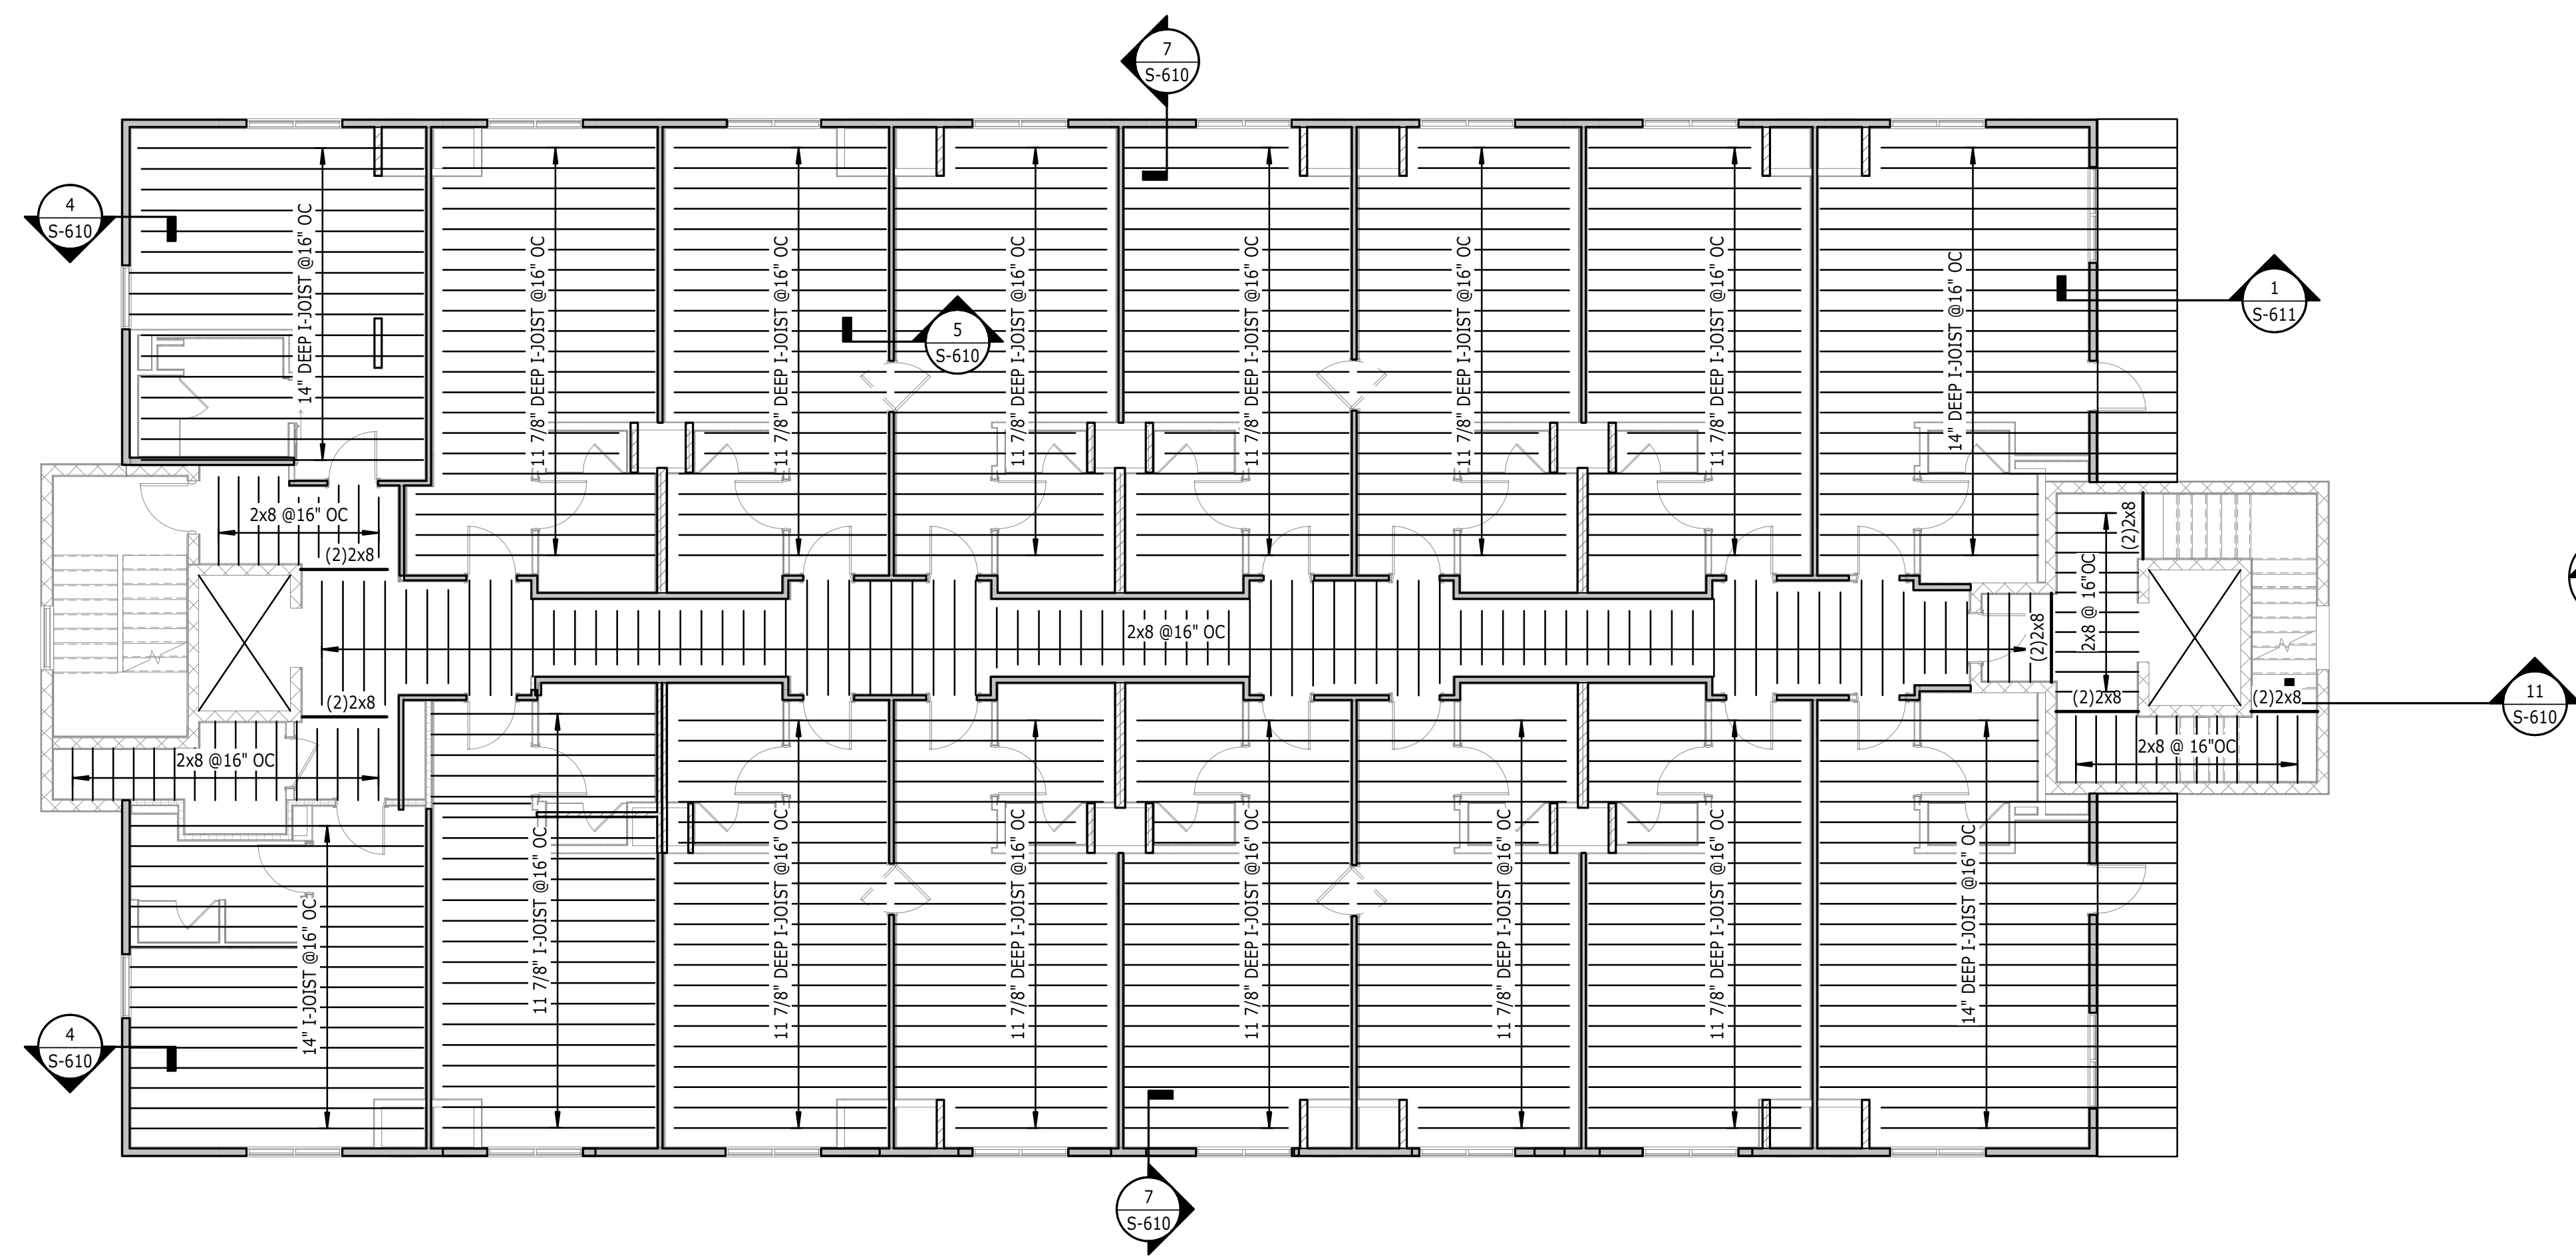 7
S-610
4
S-610
14" DEEP I-JOIST @16" OC
11 7/8" DEEP I-JOIST @16" OC
11 7/8" DEEP I-JOIST @16" OC
11 7/8" DEEP I-JOIST @16" OC
11 7/8" DEEP I-JOIST @16" OC
11 7/8" DEEP I-JOIST @16" OC
11 7/8" DEEP I-JOIST @16" OC
14" DEEP I-JOIST @16" OC
1
S-611
5
S-610
2x8 @16" OC
(2)2x8
(2)2x8
2x8 @ 16"OC
2x8 @16" OC
(2)2x8
(2)2x8
(2)2x8
(2)2x8
11
S-610
2x8 @16" OC
2x8 @ 16"OC
14" I-JOIST @16" OC
11 7/8" I-JOIST @16" OC
11 7/8" DEEP I-JOIST @16" OC
11 7/8" DEEP I-JOIST @16" OC
11 7/8" DEEP I-JOIST @16" OC
11 7/8" DEEP I-JOIST @16" OC
11 7/8" DEEP I-JOIST @16" OC
14" DEEP I-JOIST @16" OC
4
S-610
7
S-610